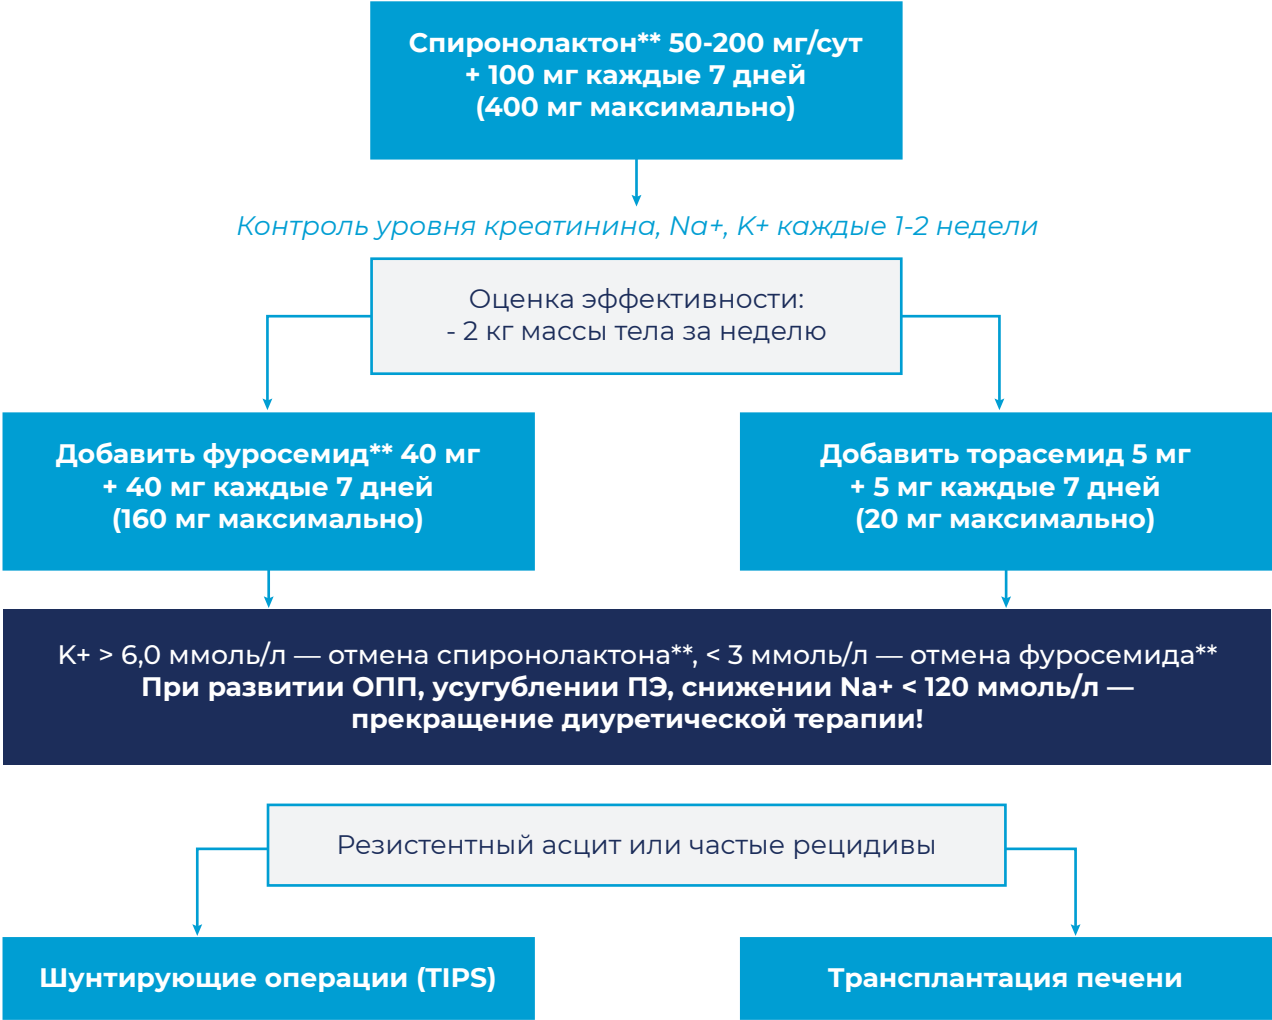 Спиронолактон** 50-200 мг/сут
+ 100 мг каждые 7 дней
(400 мг максимально)
Контроль уровня креатинина, Na+, K+ каждые 1-2 недели
Оценка эффективности:
- 2 кг массы тела за неделю
Добавить фуросемид** 40 мг
+ 40 мг каждые 7 дней
(160 мг максимально)
Добавить торасемид 5 мг
+ 5 мг каждые 7 дней
(20 мг максимально)
K+ > 6,0 ммоль/л — отмена спиронолактона**, < 3 ммоль/л — отмена фуросемида**
При развитии ОПП, усугублении ПЭ, снижении Na+ < 120 ммоль/л —
прекращение диуретической терапии!
Резистентный асцит или частые рецидивы
Шунтирующие операции (TIPS)
Трансплантация печени